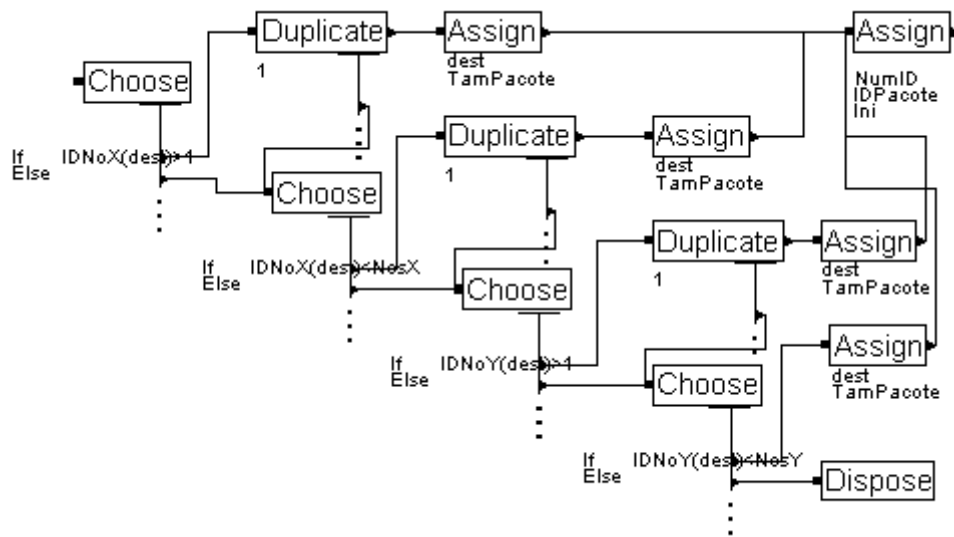 Duplicate
1
Assign
dest
TamPacote
Assign
NumID
IDPacote
Ini
Choose
If IDNoX(dest)>1
Else
Duplicate
1
Assign
dest
TamPacote
Choose
If IDNoX(dest)<NosX
Else
Duplicate
1
Assign
dest
TamPacote
Choose
If IDNoY(dest)>1
Else
Assign
dest
TamPacote
Choose
If IDNoY(dest)<NosY
Else
Dispose